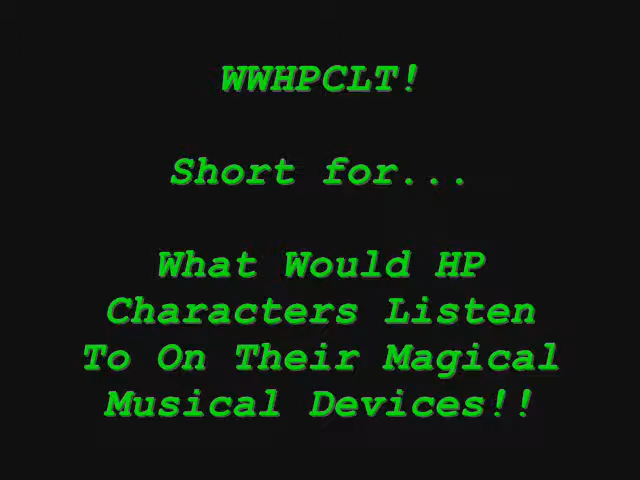 WWHPCLT!
Short for...
What Would HP
Characters Listen
To On Their Magical
Musical Devices!!